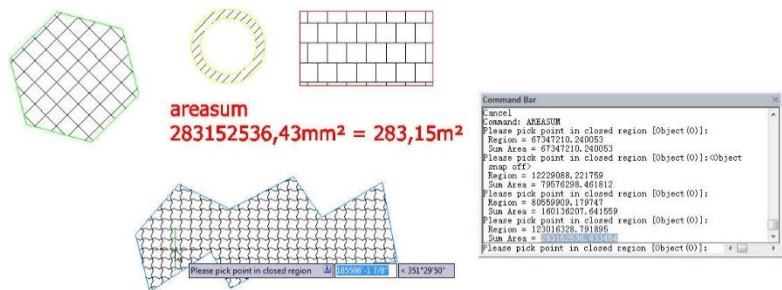 areasum
283152536,43mm² = 283,15m²
Command Bar
×
Cancel
Command: AREASUM
Please pick point in closed region [Object(O)]:
Region = 67347210.240053
Sum Area = 67347210.240053
Please pick point in closed region [Object(O)]:<Object
snap off>
Region = 12229088.221759
Sum Area = 79576298.461812
Please pick point in closed region [Object(O)]:
Region = 80559909.179747
Sum Area = 160136207.641559
Please pick point in closed region [Object(O)]:
Region = 123016328.791895
Sum Area = 283152536.433454
Please pick point in closed region [Object(O)]:
Please pick point in closed region
185598'-1 7/8"
< 351°29'50"